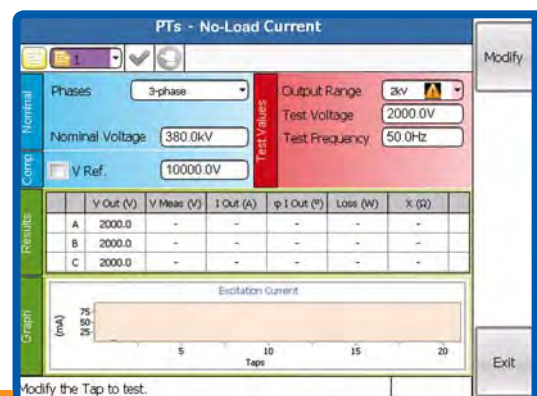 PTs - No-Load Current
1
Modify
Nominal
Phases
3-phase
Nominal Voltage
380.0kV
Test Values
Output Range
2kV
Test Voltage
2000.0V
Test Frequency
50.0Hz
Comp
V Ref.
10000.0V
Results
V Out (V) V Meas (V) I Out (A) φ I Out (º) Loss (W) X (Ω)
A 2000.0 - - - - -
B 2000.0 - - - - -
C 2000.0 - - - - -
Graph
Excitation Current
(mA)
75
50
25
5 10 15 20
Taps
Exit
Modify the Tap to test.